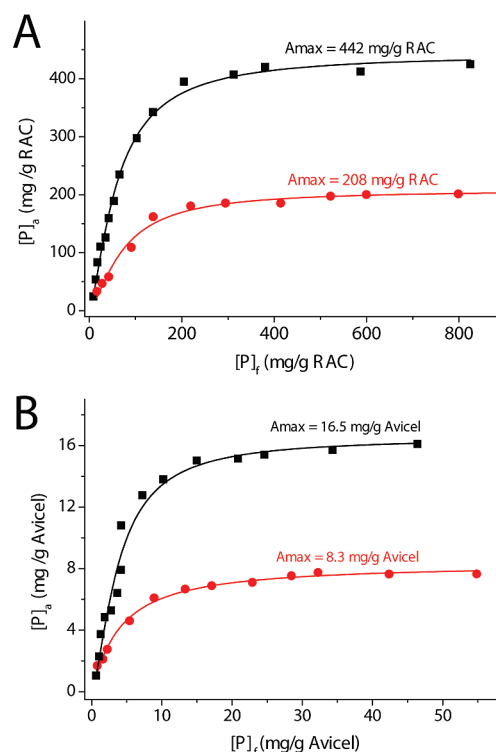 A
Amax = 442 mg/g RAC
Amax = 208 mg/g RAC
[P]a (mg /g RAC)
400
300
200
100
0
0 200 400 600 800
[P]f (mg/g RAC)
B
Amax = 16.5 mg/g Avicel
Amax = 8.3 mg/g Avicel
[P]a (mg /g Avicel)
16
12
8
4
0
0 10 20 30 40 50
[P]f (mg/g Avicel)